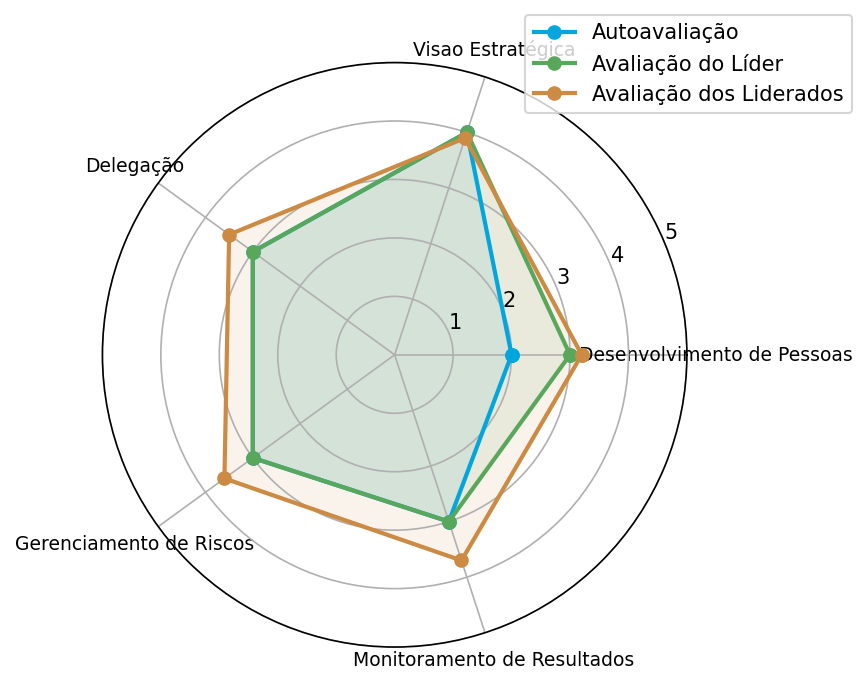 Autoavaliação
Avaliação do Líder
Avaliação dos Liderados
Visao Estratégica
Delegação
5
4
3
2
1
Desenvolvimento de Pessoas
Gerenciamento de Riscos
Monitoramento de Resultados